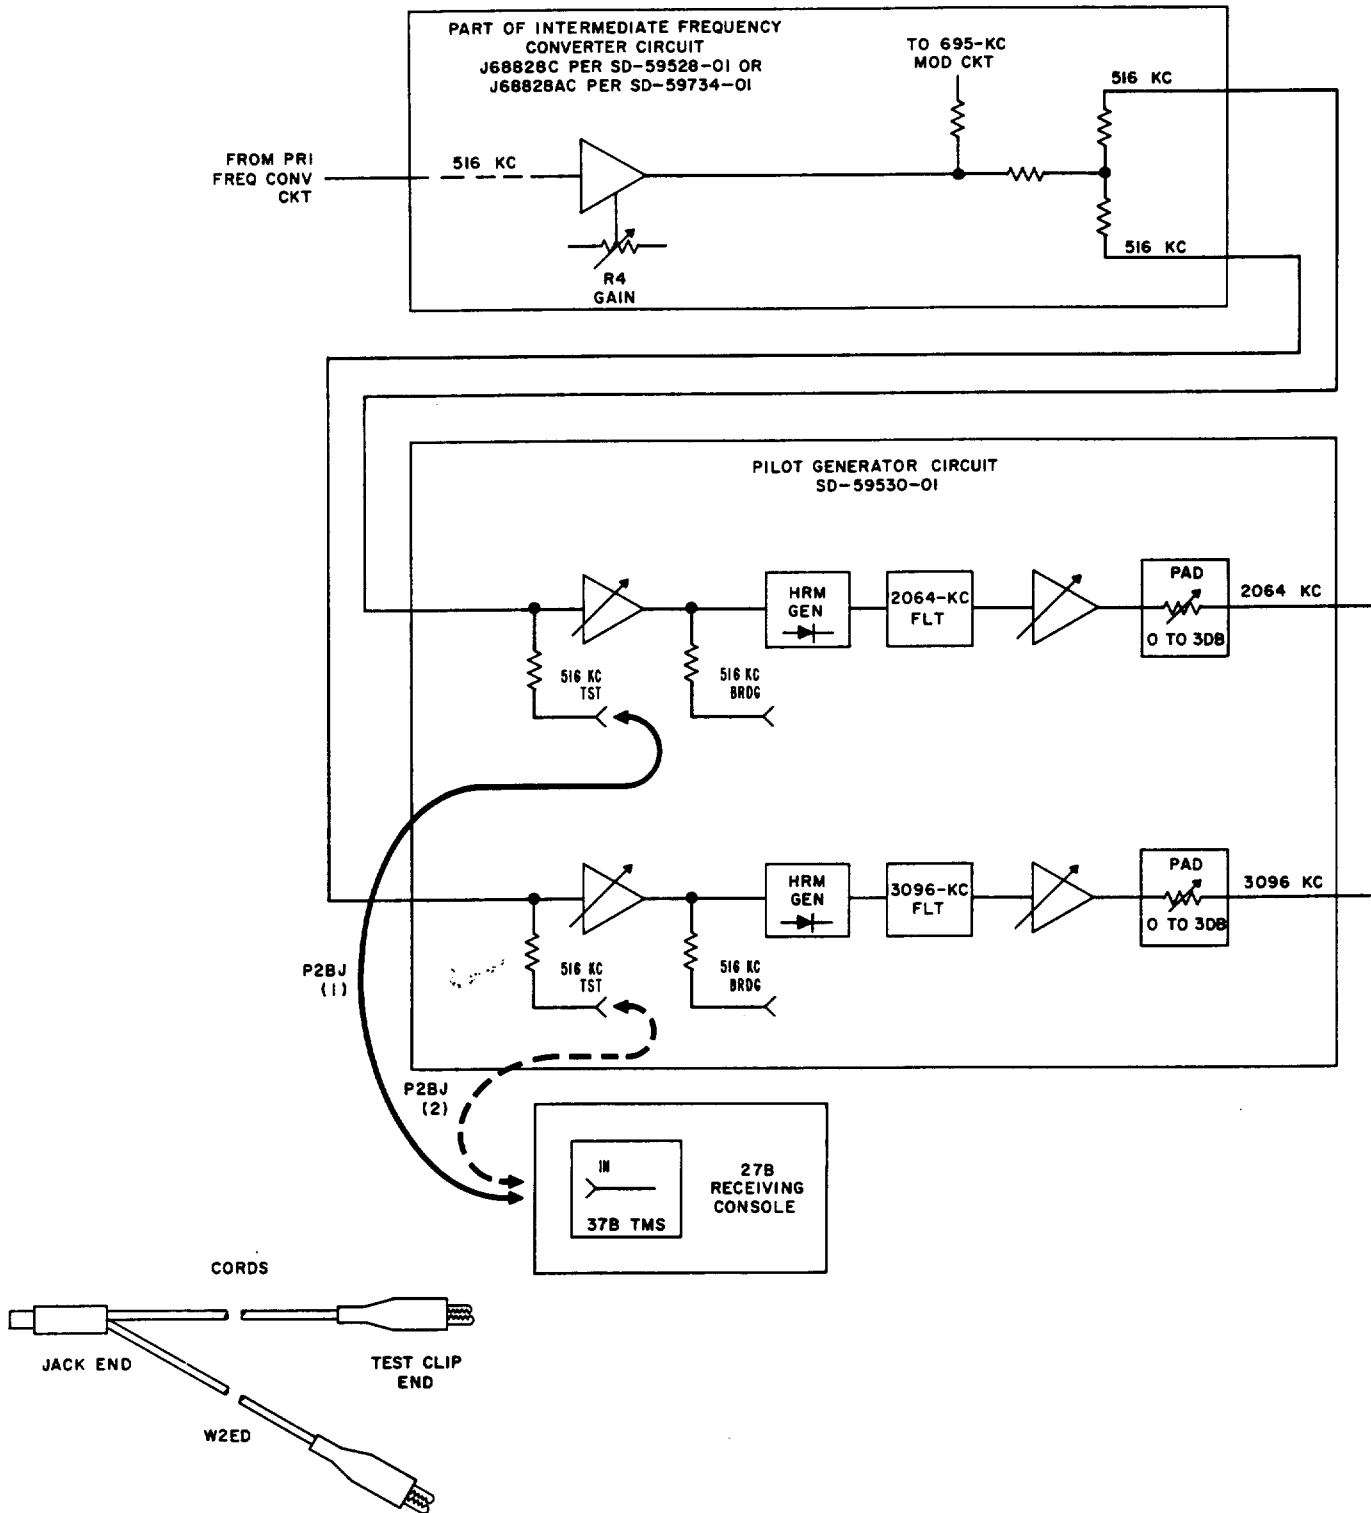 PART OF INTERMEDIATE FREQUENCY
CONVERTER CIRCUIT
J68828C PER SD-59528-01 OR
J68828AC PER SD-59734-01
TO 695-KC
MOD CKT
516 KC
FROM PRI
FREQ CONV
CKT
516 KC
516 KC
R4
GAIN
PILOT GENERATOR CIRCUIT
SD-59530-01
HRM
GEN
2064-KC
FLT
PAD
0 TO 3DB
2064 KC
516 KC
TST
516 KC
BRDG
HRM
GEN
3096-KC
FLT
PAD
0 TO 3DB
3096 KC
516 KC
TST
516 KC
BRDG
P2BJ
(1)
P2BJ
(2)
IN
37B TMS
27B
RECEIVING
CONSOLE
CORDS
JACK END
TEST CLIP
END
W2ED